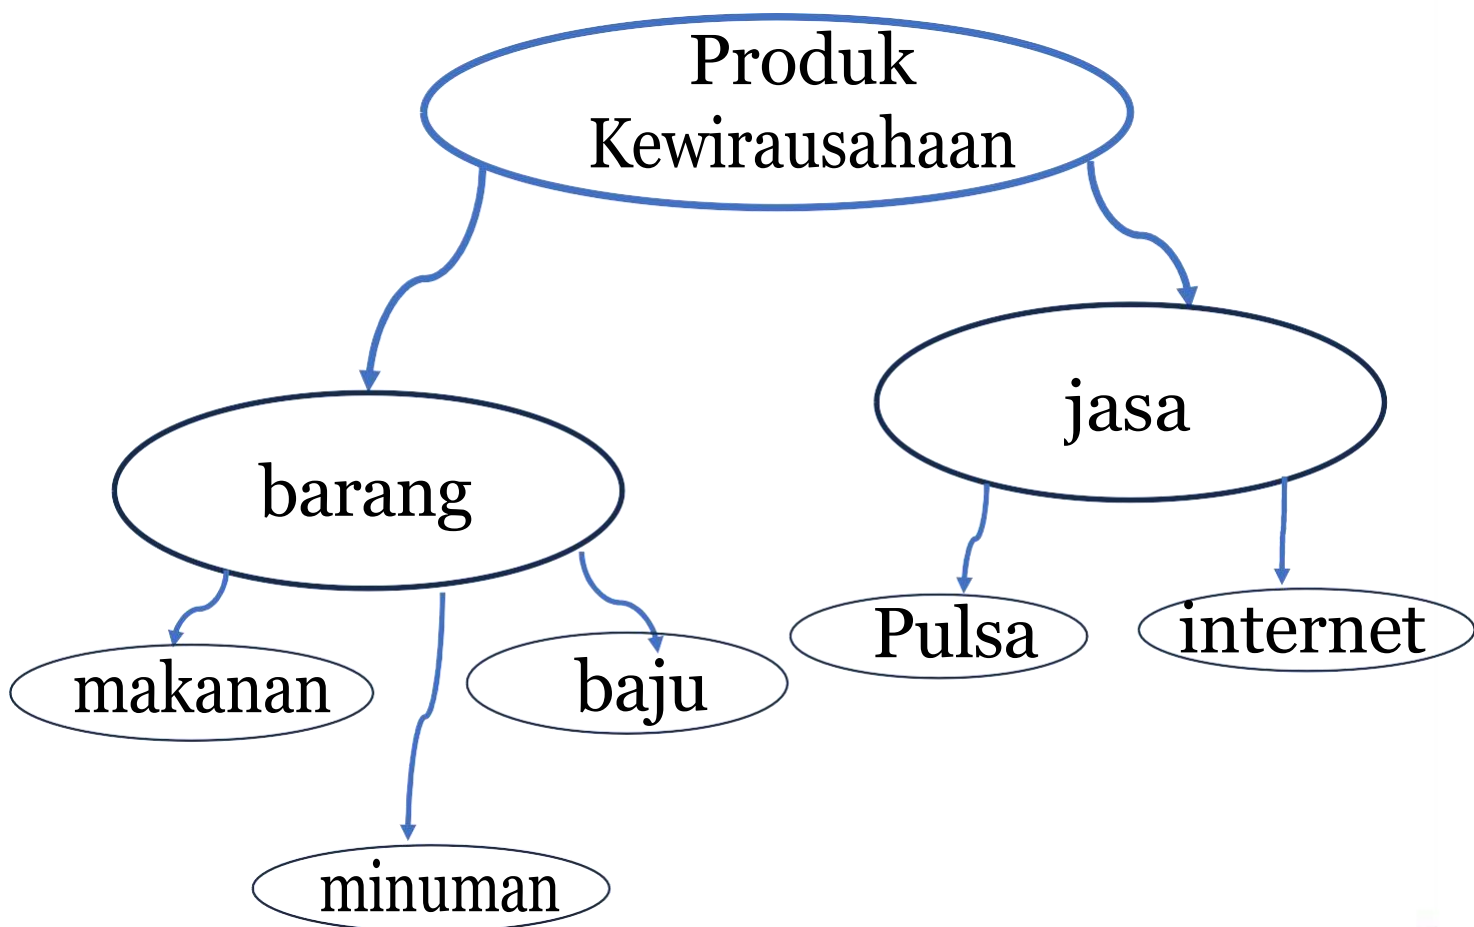 Produk
Kewirausahaan
jasa
barang
Pulsa
internet
makanan
baju
minuman